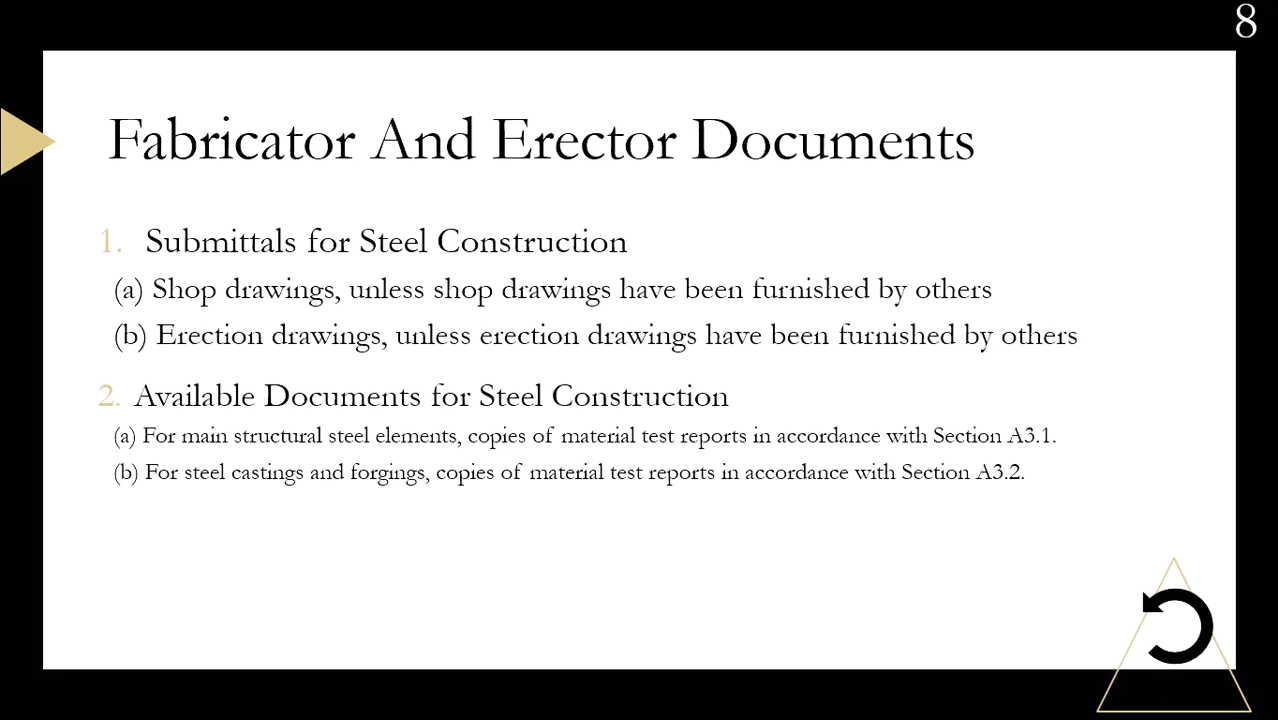 8
Fabricator And Erector Documents
1. Submittals for Steel Construction
(a) Shop drawings, unless shop drawings have been furnished by others
(b) Erection drawings, unless erection drawings have been furnished by others
2. Available Documents for Steel Construction
(a) For main structural steel elements, copies of material test reports in accordance with Section A3.1.
(b) For steel castings and forgings, copies of material test reports in accordance with Section A3.2.